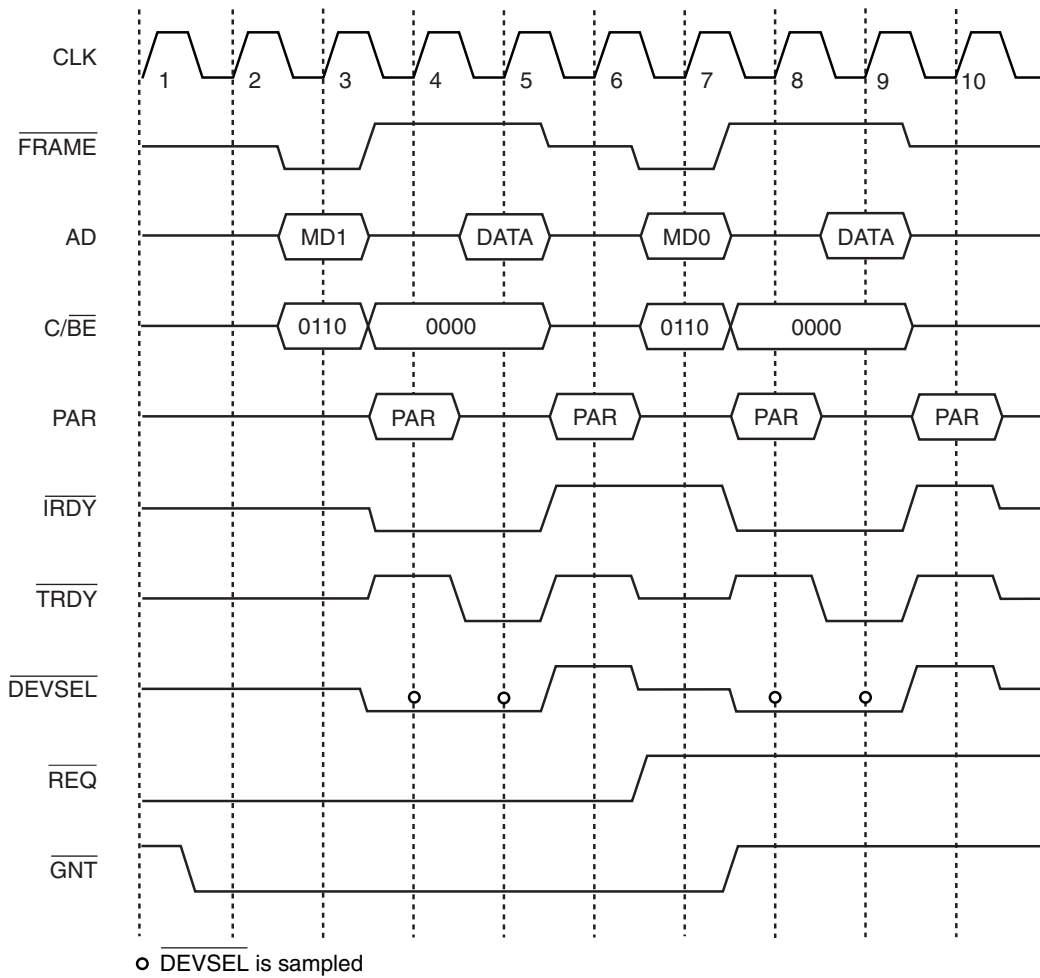 CLK
1 2 3 4 5 6 7 8 9 10
FRAME
AD
MD1 DATA MD0 DATA
C/BE
0110 0000 0110 0000
PAR
PAR PAR PAR PAR
IRDY
TRDY
DEVSEL
REQ
GNT
DEVSEL is sampled